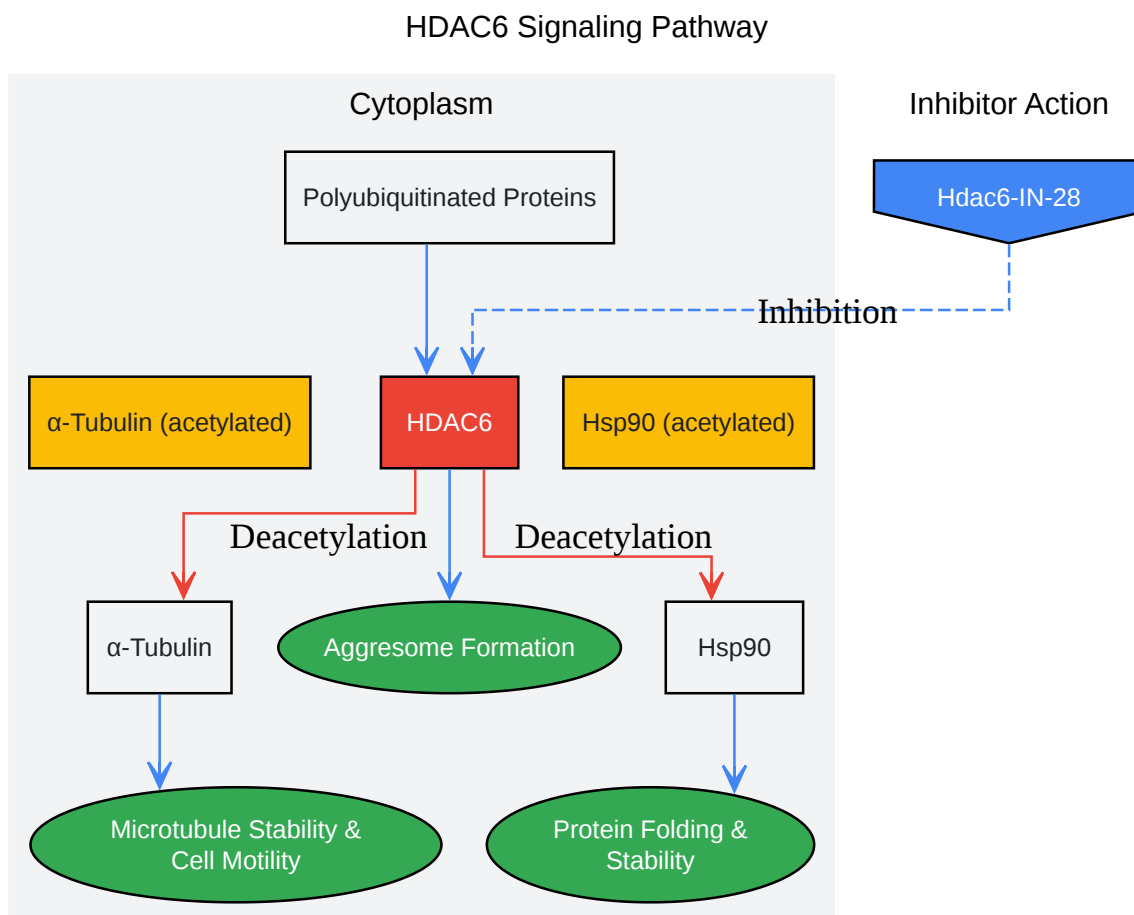 HDAC6 Signaling Pathway
Cytoplasm
Inhibitor Action
Polyubiquitinated Proteins
Hdac6-IN-28
Inhibition
α-Tubulin (acetylated)
HDAC6
Hsp90 (acetylated)
Deacetylation
Deacetylation
α-Tubulin
Aggresome Formation
Hsp90
Microtubule Stability &
Cell Motility
Protein Folding &
Stability